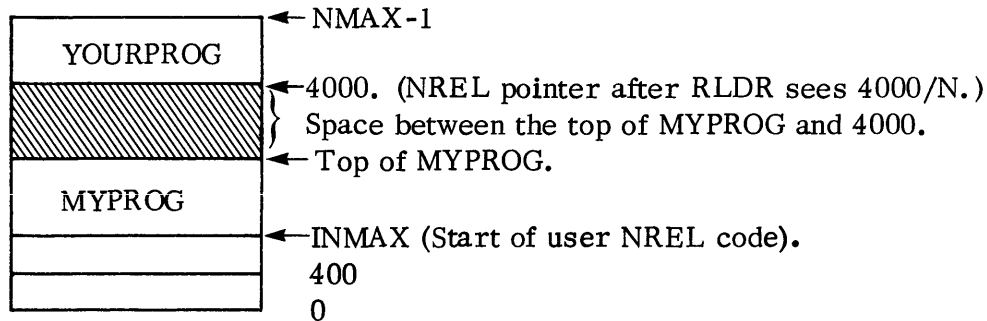 NMAX-1
YOURPROG
4000. (NREL pointer after RLDR sees 4000/N.)
Space between the top of MYPROG and 4000.
Top of MYPROG.
MYPROG
INMAX (Start of user NREL code).
400
0